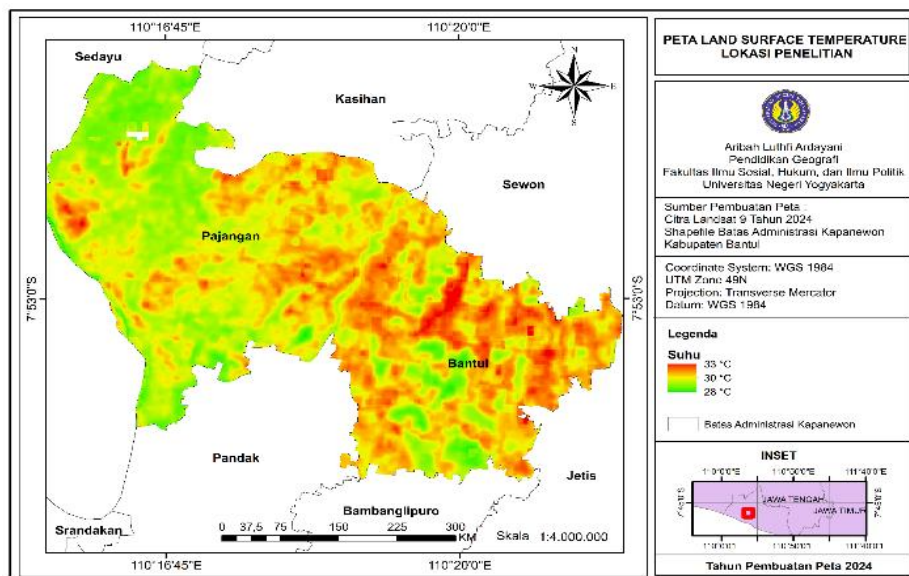 110°16'45"E
110°20'0"E
Sedayu
Kasihan
Sewon
Pajangan
7°53'0"S
7°53'0"S
Bantul
Pandak
Jetis
Bambanglipuro
Srandakan
N
W
E
S
0 37,5 75 150 225 300
KM
Skala 1:4.000.000
110°16'45"E
110°20'0"E
PETA LAND SURFACE TEMPERATURE
LOKASI PENELITIAN
Aribah Luthfi Ardayani
Pendidikan Geografi
Fakultas Ilmu Sosial, Hukum, dan Ilmu Politik
Universitas Negeri Yogyakarta
Sumber Pembuatan Peta :
Citra Landsat 9 Tahun 2024
Shapefile Batas Administrasi Kapanewon
Kabupaten Bantul
Coordinate System: WGS 1984
UTM Zone 49N
Projection: Transverse Mercator
Datum: WGS 1984
Legenda
Suhu
33 °C
30 °C
28 °C
Batas Administrasi Kapanewon
INSET
JAWA TENGAH
JAWA TIMUR
Tahun Pembuatan Peta 2024